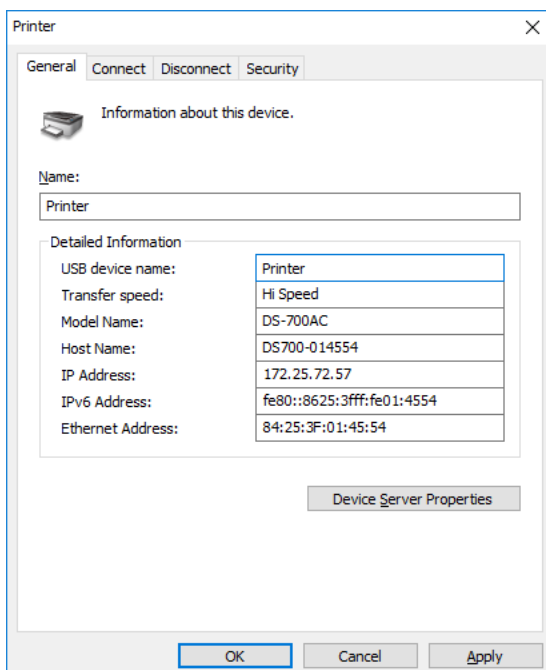 Printer
General Connect Disconnect Security
Information about this device.
Name:
Printer
Detailed Information
USB device name: Printer
Transfer speed: Hi Speed
Model Name: DS-700AC
Host Name: DS700-014554
IP Address: 172.25.72.57
IPv6 Address: fe80::8625:3fff:fe01:4554
Ethernet Address: 84:25:3F:01:45:54
Device Server Properties
OK Cancel Apply